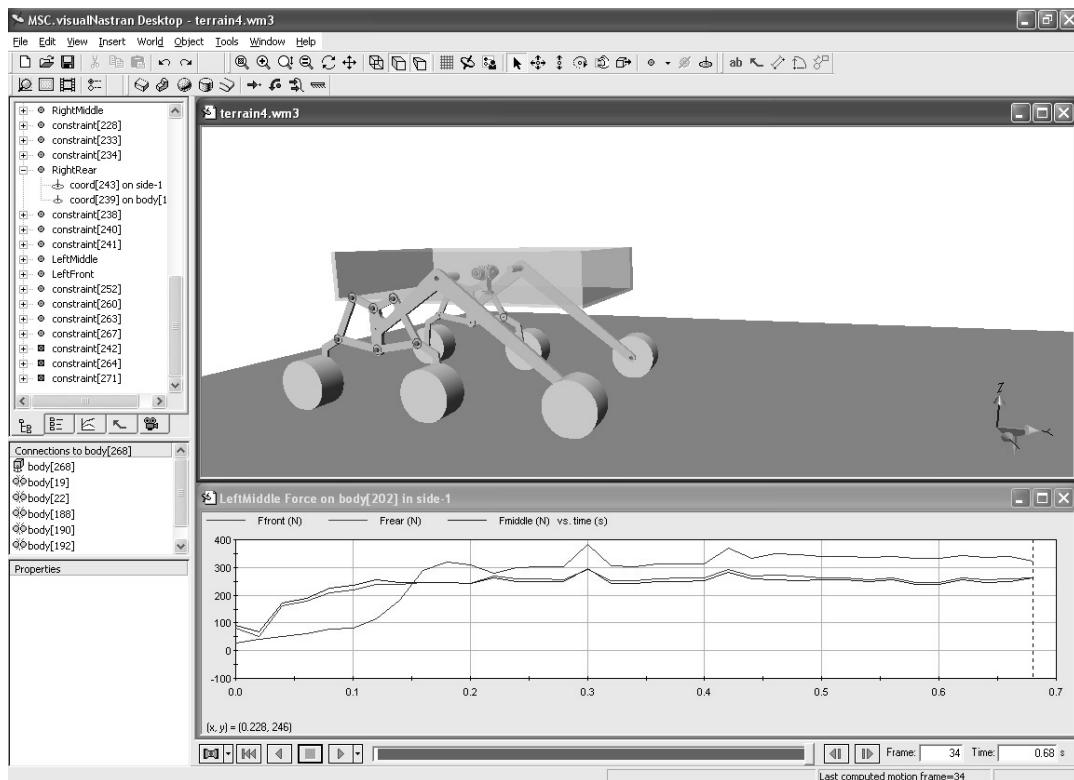 MSC.visualNastran Desktop - terrain4.wm3
File Edit View Insert World Object Tools Window Help
ab
RightMiddle
constraint[228]
constraint[233]
constraint[234]
RightRear
coord[243] on side-1
coord[239] on body[1
constraint[238]
constraint[240]
constraint[241]
LeftMiddle
LeftFront
constraint[252]
constraint[260]
constraint[263]
constraint[267]
constraint[242]
constraint[264]
constraint[271]
Connections to body[268]
body[268]
body[19]
body[22]
body[188]
body[190]
body[192]
Properties
terrain4.wm3
Z
LeftMiddle Force on body[202] in side-1
Ffront (N) Frear (N) Fmiddle (N) vs. time (s)
400
300
200
100
0
-100
0.0 0.1 0.2 0.3 0.4 0.5 0.6 0.7
(x, y) = (0.228, 246)
Frame: 34 Time: 0.68 s
Last computed motion frame=34